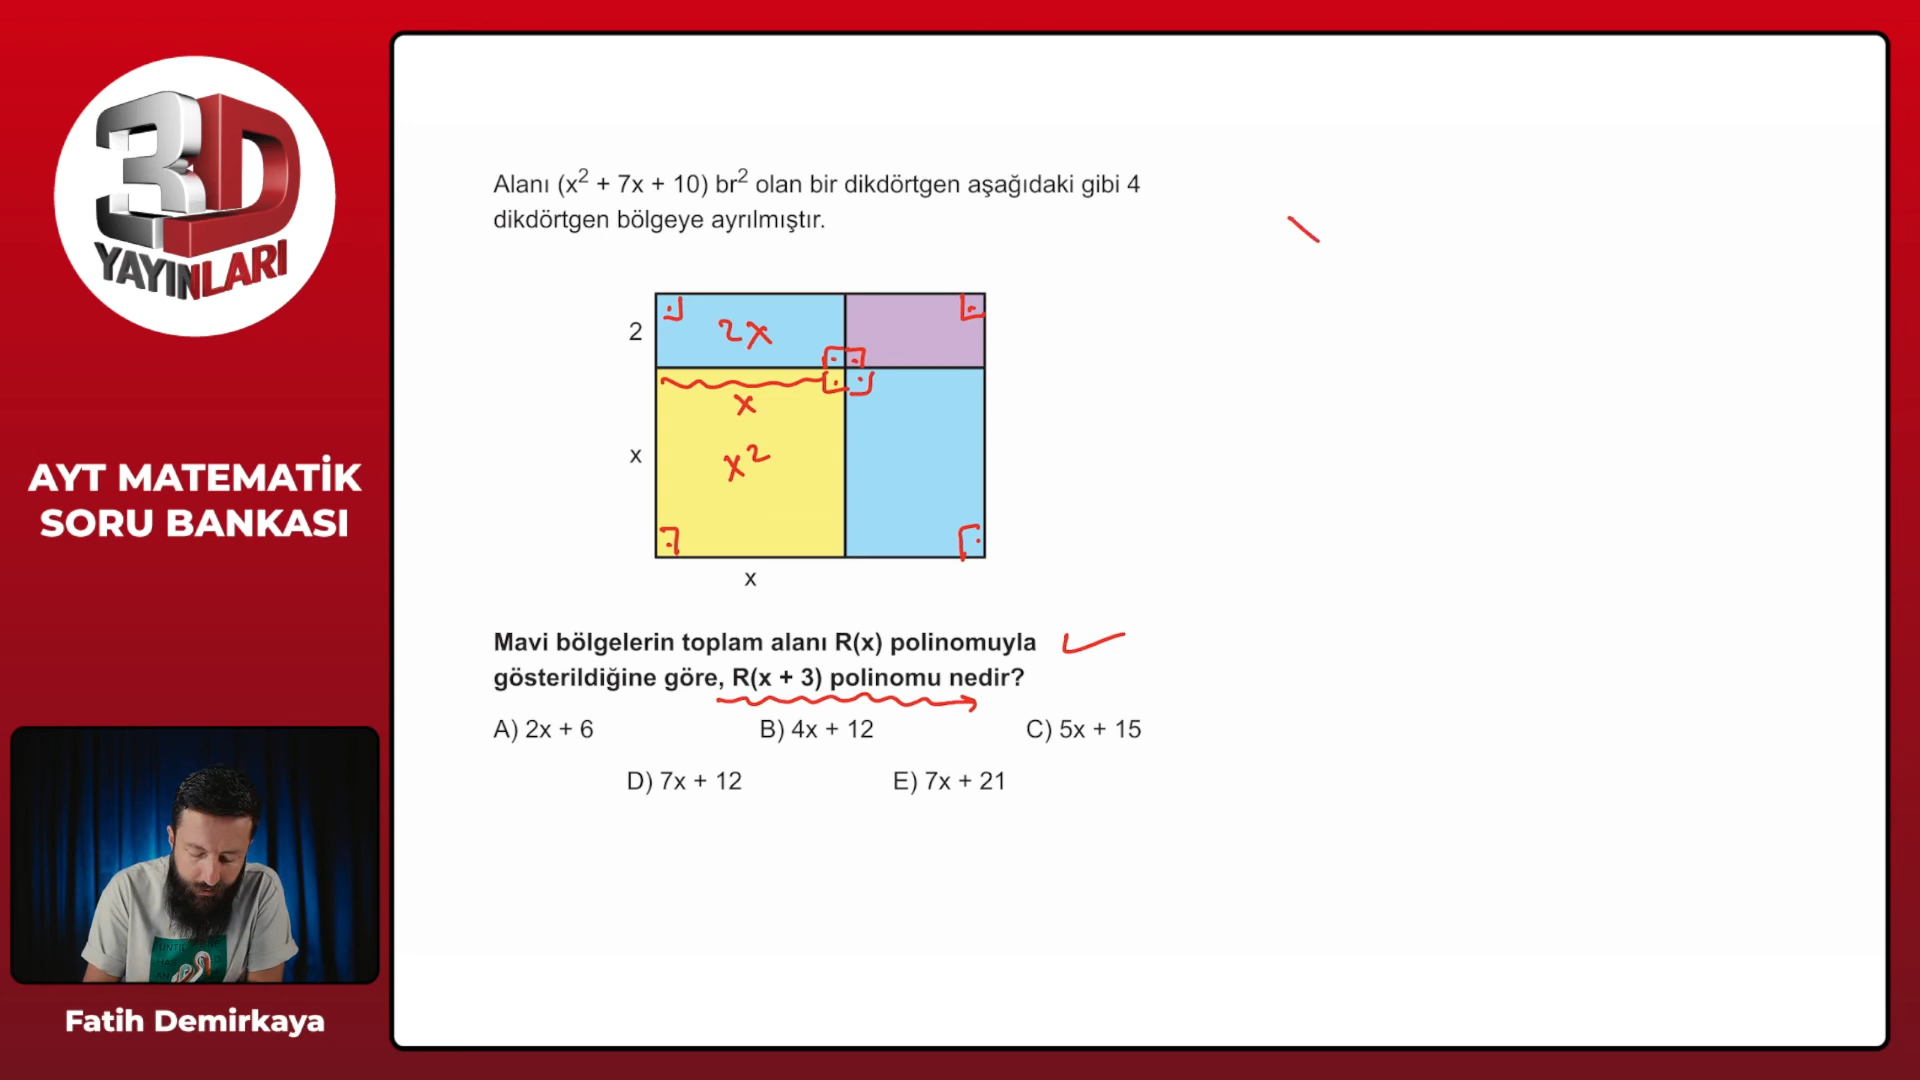 3D
YAYINLARI
AYT MATEMATİK
SORU BANKASI
Fatih Demirkaya
Alanı (x² + 7x + 10) br² olan bir dikdörtgen aşağıdaki gibi 4
dikdörtgen bölgeye ayrılmıştır.
2
2x
x
x
x²
x
Mavi bölgelerin toplam alanı R(x) polinomuyla
gösterildiğine göre, R(x + 3) polinomu nedir?
A) 2x + 6 B) 4x + 12 C) 5x + 15
D) 7x + 12 E) 7x + 21